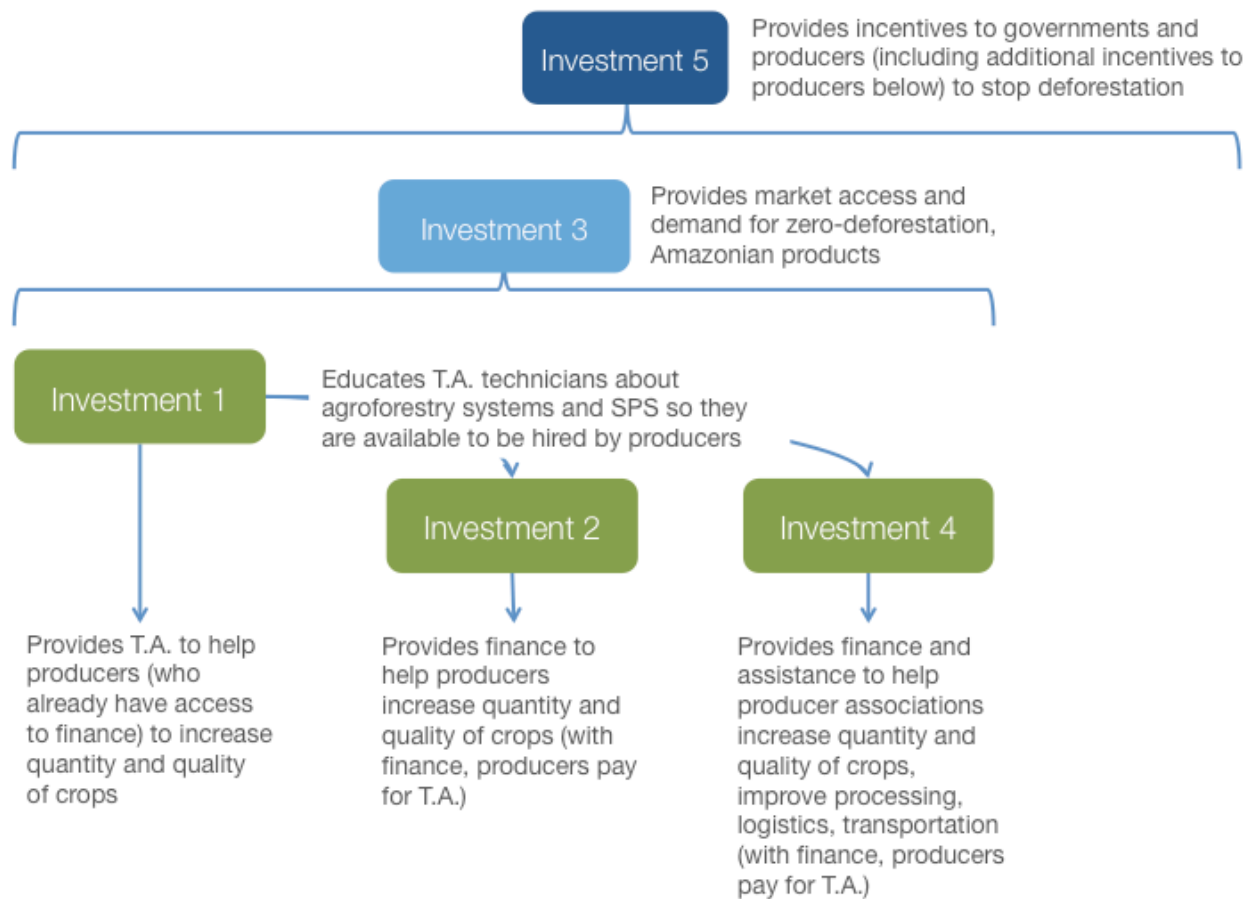 Investment 5
Provides incentives to governments and
producers (including additional incentives to
producers below) to stop deforestation
Investment 3
Provides market access and
demand for zero-deforestation,
Amazonian products
Investment 1
Educates T.A. technicians about
agroforestry systems and SPS so they
are available to be hired by producers
Investment 2
Investment 4
Provides T.A. to help
producers (who
already have access
to finance) to increase
quantity and quality
of crops
Provides finance to
help producers
increase quantity and
quality of crops (with
finance, producers pay
for T.A.)
Provides finance and
assistance to help
producer associations
increase quantity and
quality of crops,
improve processing,
logistics, transportation
(with finance, producers
pay for T.A.)